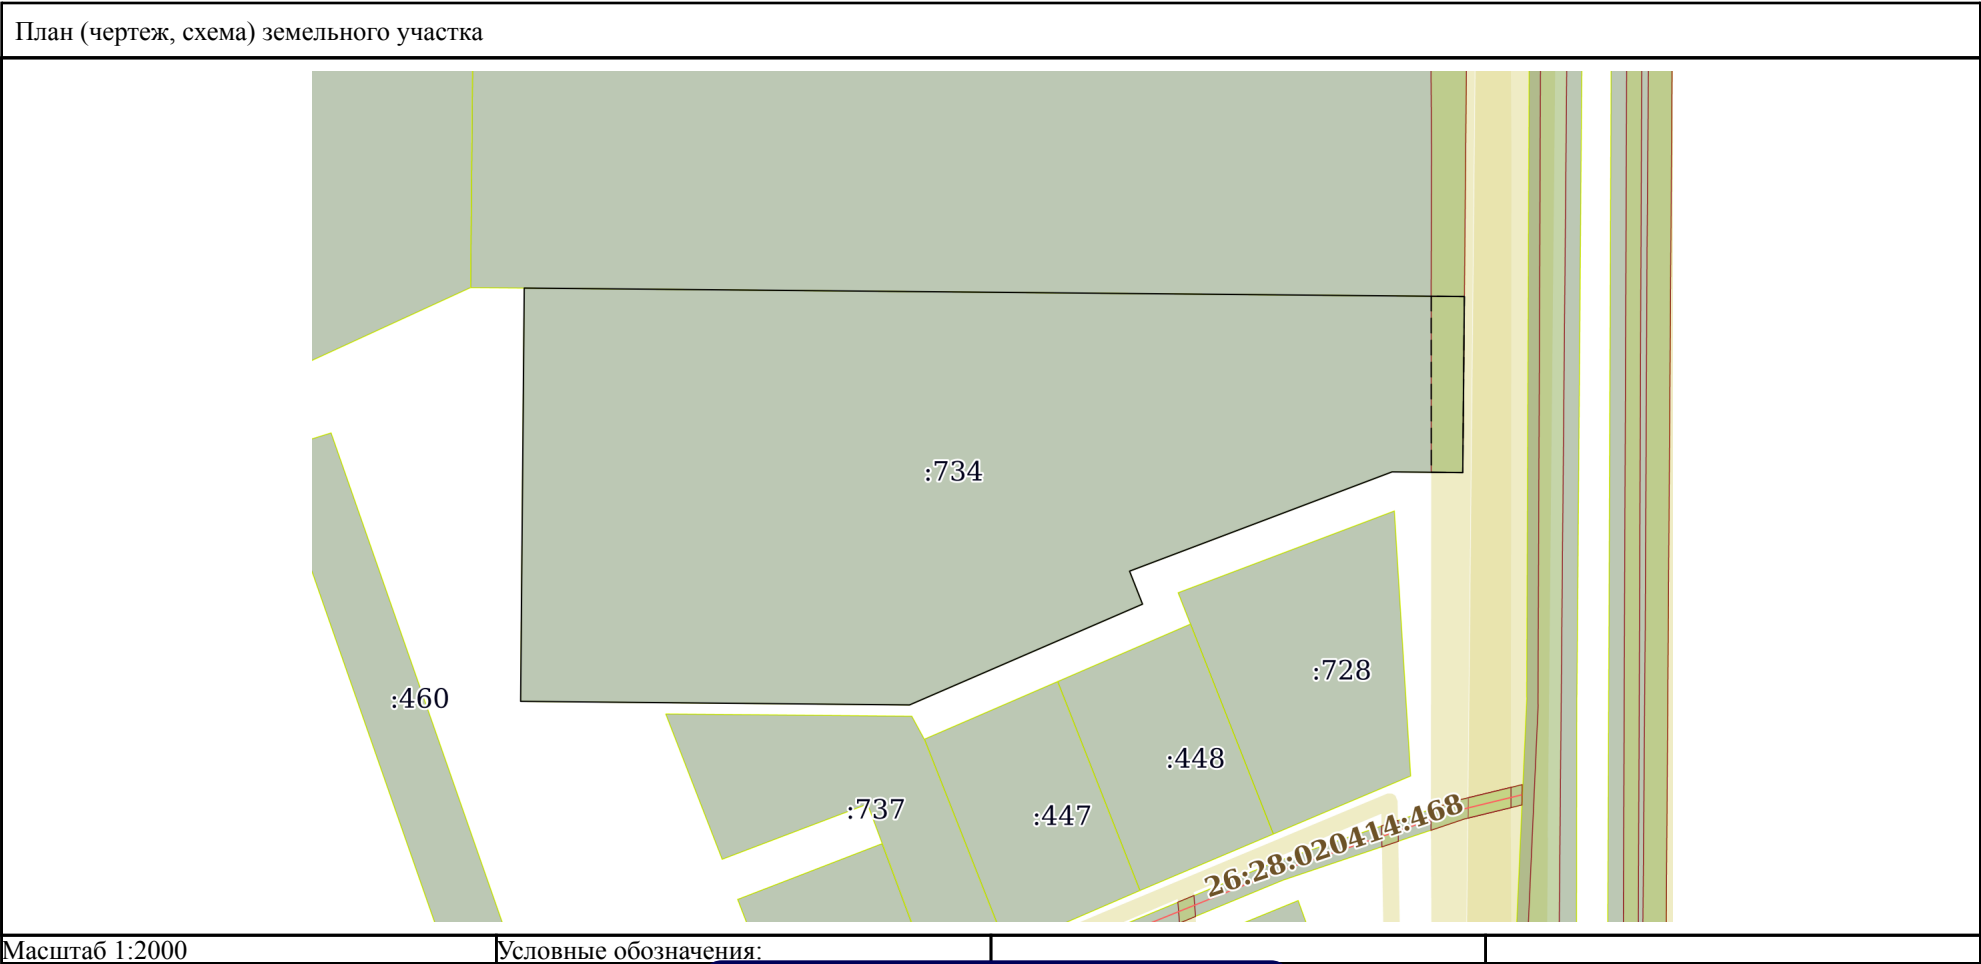 План (чертеж, схема) земельного участка
:734
:728
:460
:448
:737
:447
26:28:020414:468
Масштаб 1:2000
Условные обозначения: